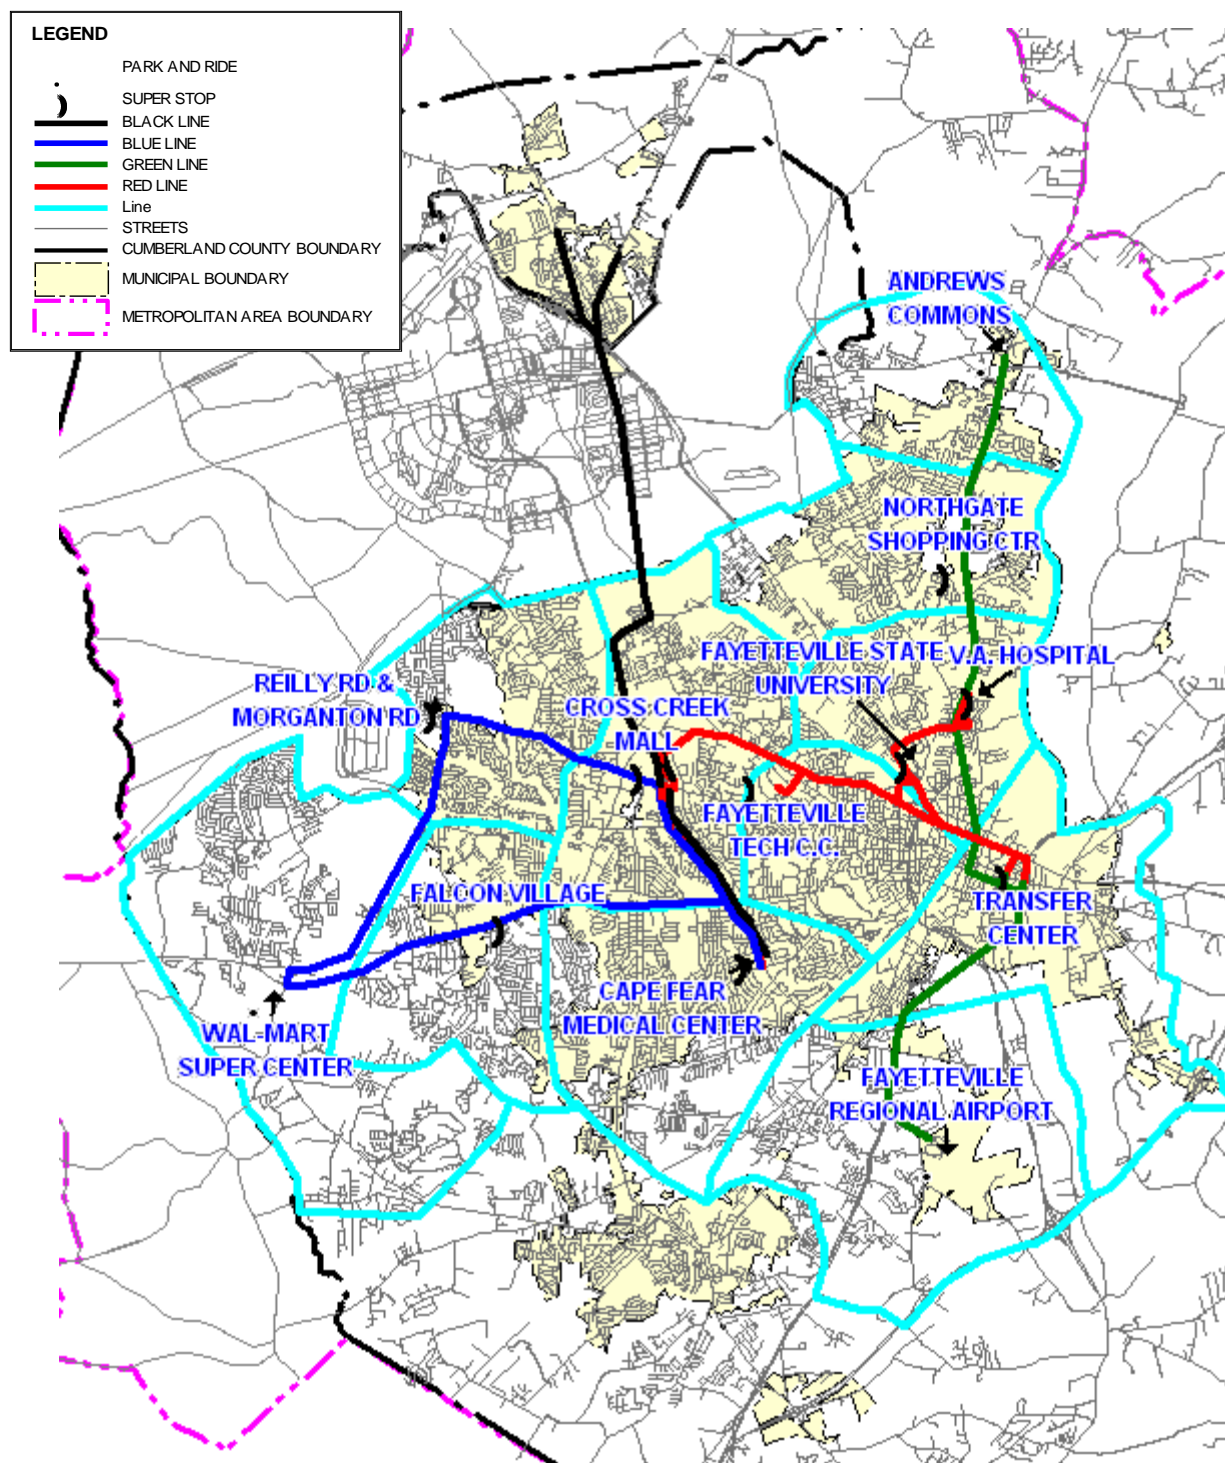 LEGEND
PARK AND RIDE
SUPER STOP
BLACK LINE
BLUE LINE
GREEN LINE
RED LINE
Line
STREETS
CUMBERLAND COUNTY BOUNDARY
MUNICIPAL BOUNDARY
METROPOLITAN AREA BOUNDARY
ANDREWS
COMMONS
NORTHGATE
SHOPPING CTR
FAYETTEVILLE STATE
UNIVERSITY
V.A. HOSPITAL
REILLY RD &
MORGANTON RD
CROSS CREEK
MALL
FAYETTEVILLE
TECH C.C.
FALCON VILLAGE
TRANSFER
CENTER
CAPE FEAR
MEDICAL CENTER
WAL-MART
SUPER CENTER
FAYETTEVILLE
REGIONAL AIRPORT